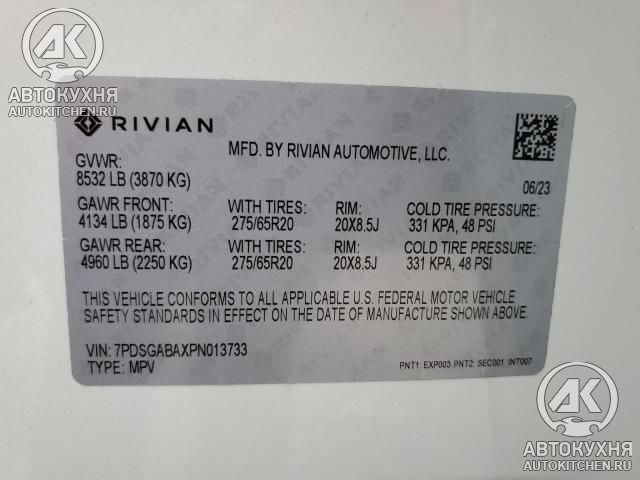 АВТОКУХНЯ
AUTOKITCHEN.RU
АВТОКУХНЯ
AUTOKITCHEN.RU
RIVIAN
MFD. BY RIVIAN AUTOMOTIVE, LLC.
GVWR:
8532 LB (3870 KG)
06/23
GAWR FRONT: WITH TIRES: RIM: COLD TIRE PRESSURE:
4134 LB (1875 KG) 275/65R20 20X8.5J 331 KPA, 48 PSI
GAWR REAR: WITH TIRES: RIM: COLD TIRE PRESSURE:
4960 LB (2250 KG) 275/65R20 20X8.5J 331 KPA, 48 PSI
THIS VEHICLE CONFORMS TO ALL APPLICABLE U.S. FEDERAL MOTOR VEHICLE
SAFETY STANDARDS IN EFFECT ON THE DATE OF MANUFACTURE SHOWN ABOVE.
VIN: 7PDSGABAXPN013733
TYPE: MPV
PNT1: EXP003 PNT2: SEC001 INT007
АВТОКУХНЯ
AUTOKITCHEN.RU